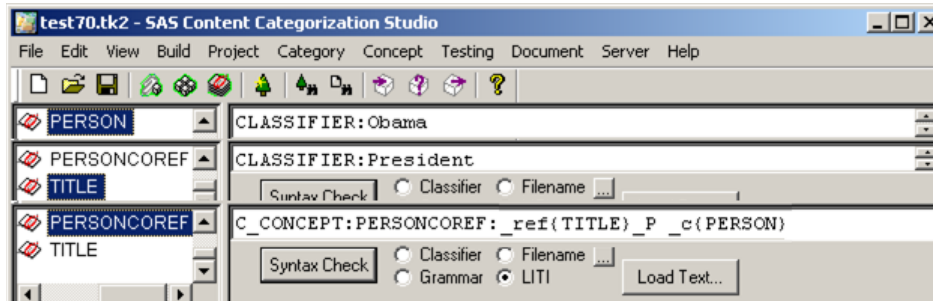 test70.tk2 - SAS Content Categorization Studio
File Edit View Build Project Category Concept Testing Document Server Help
PERSON CLASSIFIER:Obama
PERSONCOREF CLASSIFIER:President
TITLE Syntax Check Classifier Filename ...
PERSONCOREF C_CONCEPT:PERSONCOREF:_ref{TITLE}_P _c{PERSON}
TITLE Syntax Check Classifier Filename ...
Grammar LITI Load Text...